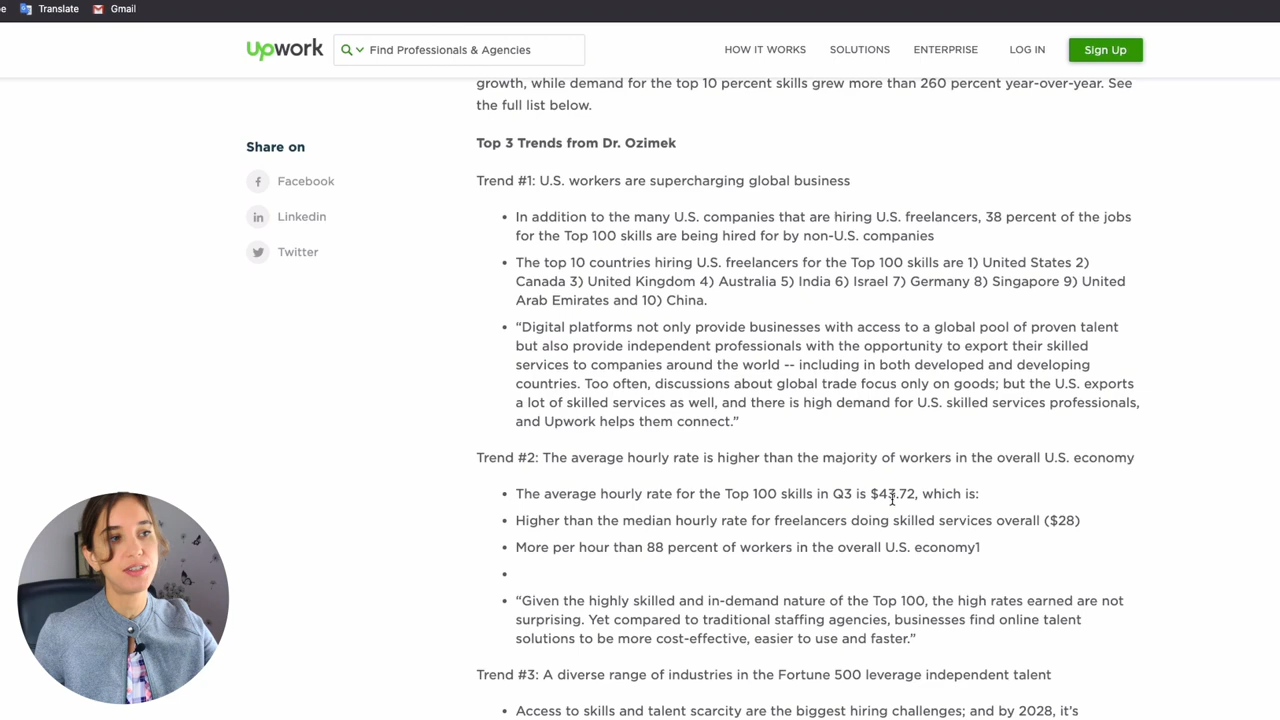 Translate
Gmail
Upwork
Find Professionals & Agencies
HOW IT WORKS
SOLUTIONS
ENTERPRISE
LOG IN
Sign Up
growth, while demand for the top 10 percent skills grew more than 260 percent year-over-year. See
the full list below.
Share on
Facebook
Linkedin
Twitter
Top 3 Trends from Dr. Ozimek
Trend #1: U.S. workers are supercharging global business
• In addition to the many U.S. companies that are hiring U.S. freelancers, 38 percent of the jobs
for the Top 100 skills are being hired for by non-U.S. companies
• The top 10 countries hiring U.S. freelancers for the Top 100 skills are 1) United States 2)
Canada 3) United Kingdom 4) Australia 5) India 6) Israel 7) Germany 8) Singapore 9) United
Arab Emirates and 10) China.
• “Digital platforms not only provide businesses with access to a global pool of proven talent
but also provide independent professionals with the opportunity to export their skilled
services to companies around the world -- including in both developed and developing
countries. Too often, discussions about global trade focus only on goods; but the U.S. exports
a lot of skilled services as well, and there is high demand for U.S. skilled services professionals,
and Upwork helps them connect.”
Trend #2: The average hourly rate is higher than the majority of workers in the overall U.S. economy
• The average hourly rate for the Top 100 skills in Q3 is $43.72, which is:
• Higher than the median hourly rate for freelancers doing skilled services overall ($28)
• More per hour than 88 percent of workers in the overall U.S. economy1
•
• “Given the highly skilled and in-demand nature of the Top 100, the high rates earned are not
surprising. Yet compared to traditional staffing agencies, businesses find online talent
solutions to be more cost-effective, easier to use and faster.”
Trend #3: A diverse range of industries in the Fortune 500 leverage independent talent
• Access to skills and talent scarcity are the biggest hiring challenges; and by 2028, it’s